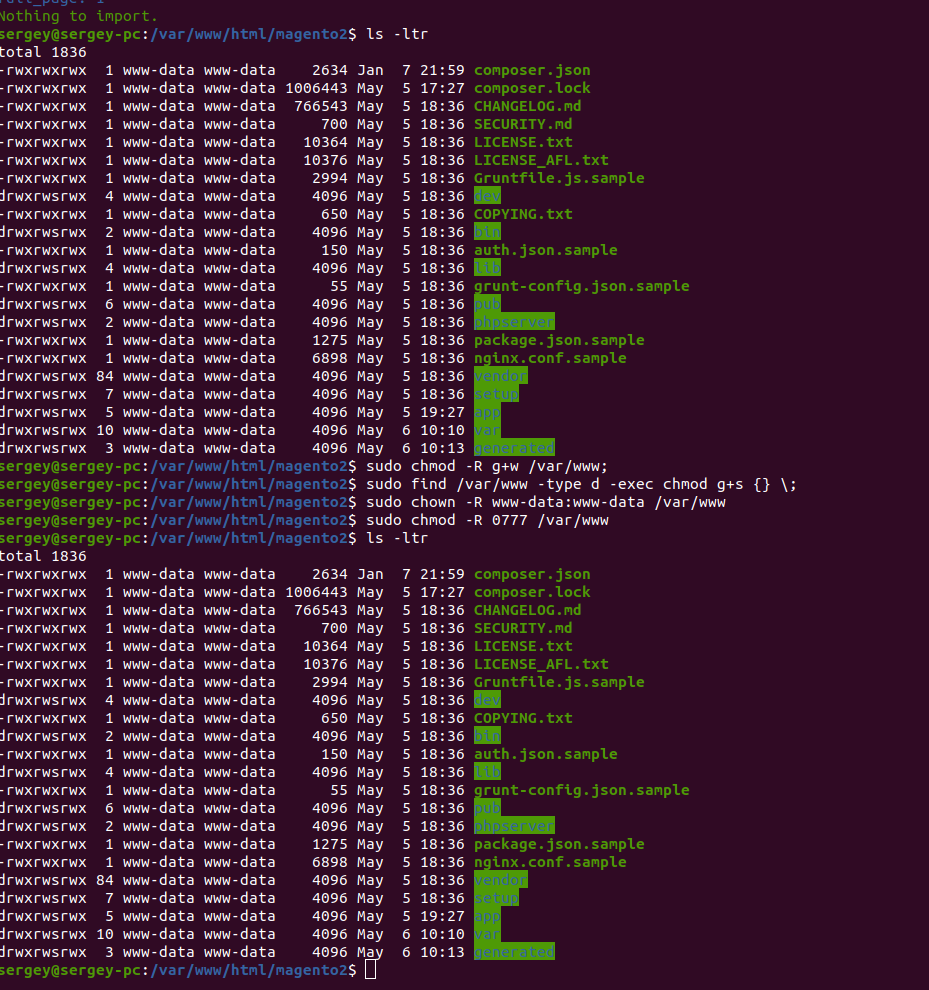 full_page: 1
Nothing to import.
sergey@sergey-pc:/var/www/html/magento2$ ls -ltr
total 1836
-rwxrwxrwx  1 www-data www-data    2634 Jan  7 21:59 composer.json
-rwxrwxrwx  1 www-data www-data 1006443 May  5 17:27 composer.lock
-rwxrwxrwx  1 www-data www-data  766543 May  5 18:36 CHANGELOG.md
-rwxrwxrwx  1 www-data www-data     700 May  5 18:36 SECURITY.md
-rwxrwxrwx  1 www-data www-data   10364 May  5 18:36 LICENSE.txt
-rwxrwxrwx  1 www-data www-data   10376 May  5 18:36 LICENSE_AFL.txt
-rwxrwxrwx  1 www-data www-data    2994 May  5 18:36 Gruntfile.js.sample
drwxrwsrwx  4 www-data www-data    4096 May  5 18:36 dev
-rwxrwxrwx  1 www-data www-data     650 May  5 18:36 COPYING.txt
drwxrwsrwx  2 www-data www-data    4096 May  5 18:36 bin
-rwxrwxrwx  1 www-data www-data     150 May  5 18:36 auth.json.sample
drwxrwsrwx  4 www-data www-data    4096 May  5 18:36 lib
-rwxrwxrwx  1 www-data www-data      55 May  5 18:36 grunt-config.json.sample
drwxrwsrwx  6 www-data www-data    4096 May  5 18:36 pub
drwxrwsrwx  2 www-data www-data    4096 May  5 18:36 phpserver
-rwxrwxrwx  1 www-data www-data    1275 May  5 18:36 package.json.sample
-rwxrwxrwx  1 www-data www-data    6898 May  5 18:36 nginx.conf.sample
drwxrwsrwx 84 www-data www-data    4096 May  5 18:36 vendor
drwxrwsrwx  7 www-data www-data    4096 May  5 18:36 setup
drwxrwsrwx  5 www-data www-data    4096 May  5 19:27 app
drwxrwsrwx 10 www-data www-data    4096 May  6 10:10 var
drwxrwsrwx  3 www-data www-data    4096 May  6 10:13 generated
sergey@sergey-pc:/var/www/html/magento2$ sudo chmod -R g+w /var/www;
sergey@sergey-pc:/var/www/html/magento2$ sudo find /var/www -type d -exec chmod g+s {} \;
sergey@sergey-pc:/var/www/html/magento2$ sudo chown -R www-data:www-data /var/www
sergey@sergey-pc:/var/www/html/magento2$ sudo chmod -R 0777 /var/www
sergey@sergey-pc:/var/www/html/magento2$ ls -ltr
total 1836
-rwxrwxrwx  1 www-data www-data    2634 Jan  7 21:59 composer.json
-rwxrwxrwx  1 www-data www-data 1006443 May  5 17:27 composer.lock
-rwxrwxrwx  1 www-data www-data  766543 May  5 18:36 CHANGELOG.md
-rwxrwxrwx  1 www-data www-data     700 May  5 18:36 SECURITY.md
-rwxrwxrwx  1 www-data www-data   10364 May  5 18:36 LICENSE.txt
-rwxrwxrwx  1 www-data www-data   10376 May  5 18:36 LICENSE_AFL.txt
-rwxrwxrwx  1 www-data www-data    2994 May  5 18:36 Gruntfile.js.sample
drwxrwsrwx  4 www-data www-data    4096 May  5 18:36 dev
-rwxrwxrwx  1 www-data www-data     650 May  5 18:36 COPYING.txt
drwxrwsrwx  2 www-data www-data    4096 May  5 18:36 bin
-rwxrwxrwx  1 www-data www-data     150 May  5 18:36 auth.json.sample
drwxrwsrwx  4 www-data www-data    4096 May  5 18:36 lib
-rwxrwxrwx  1 www-data www-data      55 May  5 18:36 grunt-config.json.sample
drwxrwsrwx  6 www-data www-data    4096 May  5 18:36 pub
drwxrwsrwx  2 www-data www-data    4096 May  5 18:36 phpserver
-rwxrwxrwx  1 www-data www-data    1275 May  5 18:36 package.json.sample
-rwxrwxrwx  1 www-data www-data    6898 May  5 18:36 nginx.conf.sample
drwxrwsrwx 84 www-data www-data    4096 May  5 18:36 vendor
drwxrwsrwx  7 www-data www-data    4096 May  5 18:36 setup
drwxrwsrwx  5 www-data www-data    4096 May  5 19:27 app
drwxrwsrwx 10 www-data www-data    4096 May  6 10:10 var
drwxrwsrwx  3 www-data www-data    4096 May  6 10:13 generated
sergey@sergey-pc:/var/www/html/magento2$